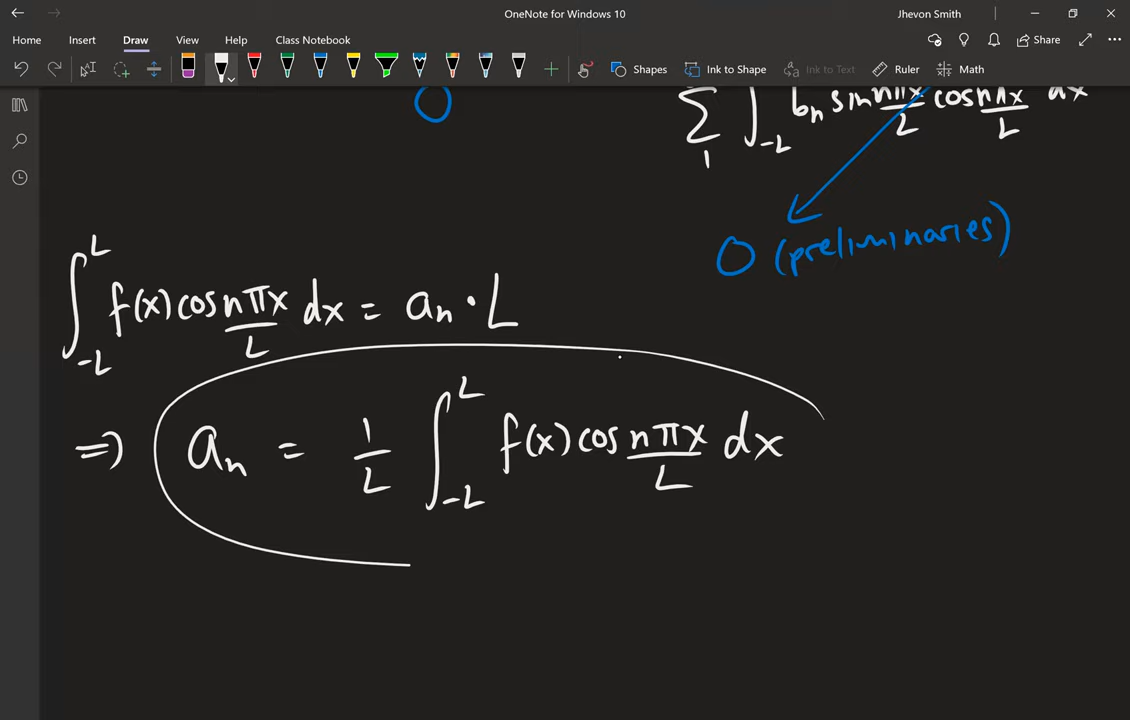 OneNote for Windows 10
Jhevon Smith
Home Insert Draw View Help Class Notebook
Share
Shapes Ink to Shape Ink to Text Ruler Math
0
∑ 1 ∫_{-L} b_n sin nπx/L cos nπx/L dx
0 (preliminaries)
∫_{-L}^{L} f(x) cos nπx/L dx = a_n · L
⇒ a_n = 1/L ∫_{-L}^{L} f(x) cos nπx/L dx